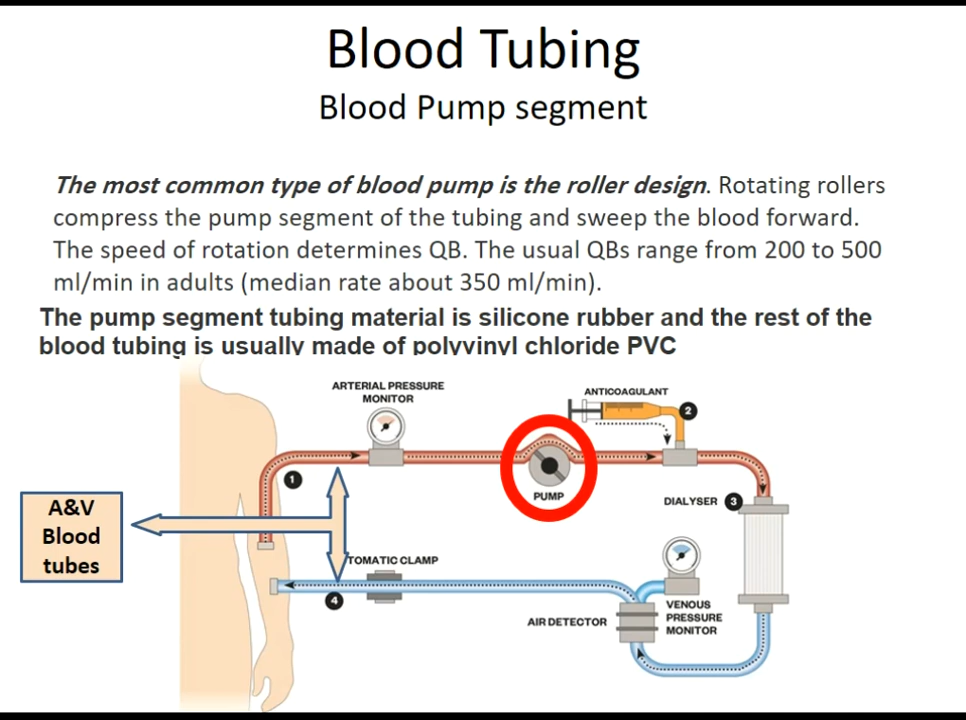 Blood Tubing
Blood Pump segment
The most common type of blood pump is the roller design. Rotating rollers
compress the pump segment of the tubing and sweep the blood forward.
The speed of rotation determines QB. The usual QBs range from 200 to 500
ml/min in adults (median rate about 350 ml/min).
The pump segment tubing material is silicone rubber and the rest of the
blood tubing is usually made of polyvinyl chloride PVC
ARTERIAL PRESSURE
MONITOR
ANTICOAGULANT
2
1
PUMP
DIALYSER 3
A&V
Blood
tubes
TOMATIC CLAMP
4
AIR DETECTOR
VENOUS
PRESSURE
MONITOR